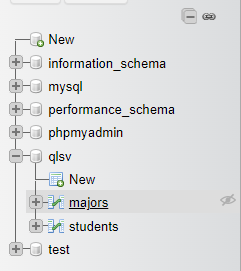 New
information_schema
mysql
performance_schema
phpmyadmin
qlsv
New
majors
students
test